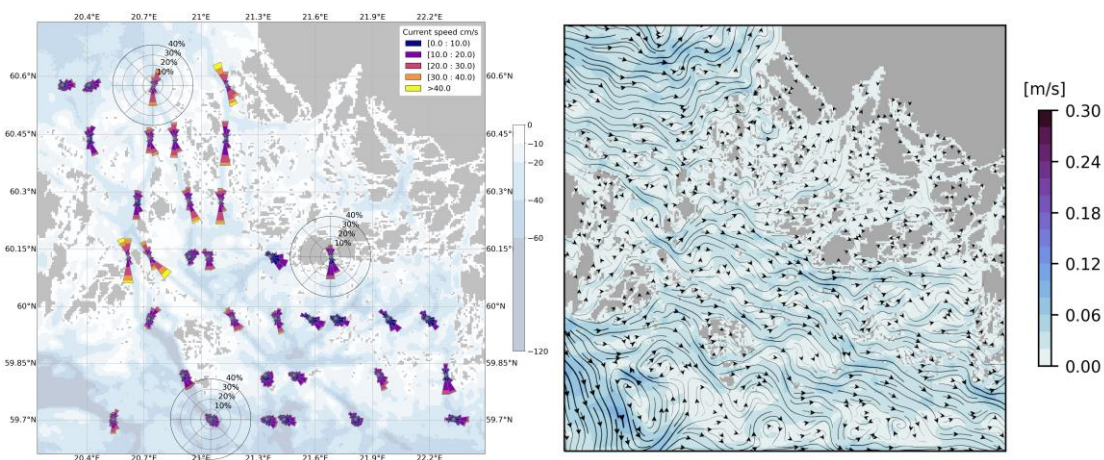 20.4°E 20.7°E 21°E 21.3°E 21.6°E 21.9°E 22.2°E
Current speed cm/s
[0.0 : 10.0)
[10.0 : 20.0)
[20.0 : 30.0)
[30.0 : 40.0)
>40.0
40%
30%
20%
10%
60.6°N
60.45°N
60.3°N
60.15°N
60°N
59.85°N
59.7°N
60.6°N
60.45°N
60.3°N
60.15°N
60°N
59.85°N
59.7°N
40%
30%
20%
10%
40%
30%
20%
10%
20.4°E 20.7°E 21°E 21.3°E 21.6°E 21.9°E 22.2°E
0
−10
−20
−40
−60
−120
[m/s]
0.30
0.24
0.18
0.12
0.06
0.00